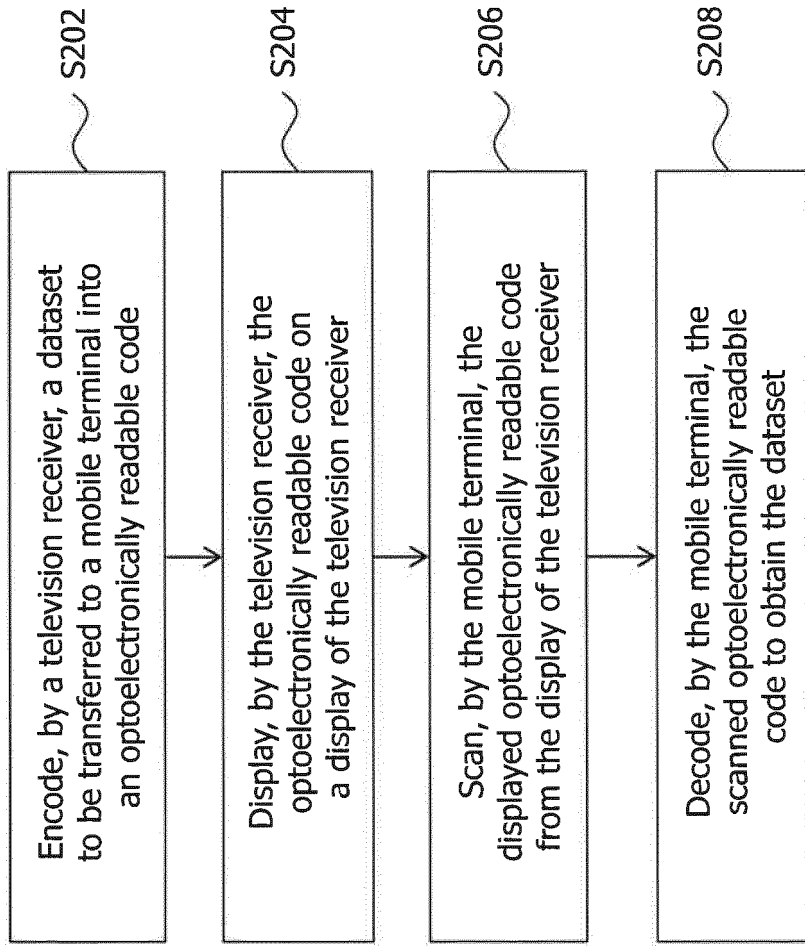 Encode, by a television receiver, a dataset
to be transferred to a mobile terminal into
an optoelectronically readable code
S202
Display, by the television receiver, the
optoelectronically readable code on
a display of the television receiver
S204
Scan, by the mobile terminal, the
displayed optoelectronically readable code
from the display of the television receiver
S206
Decode, by the mobile terminal, the
scanned optoelectronically readable
code to obtain the dataset
S208